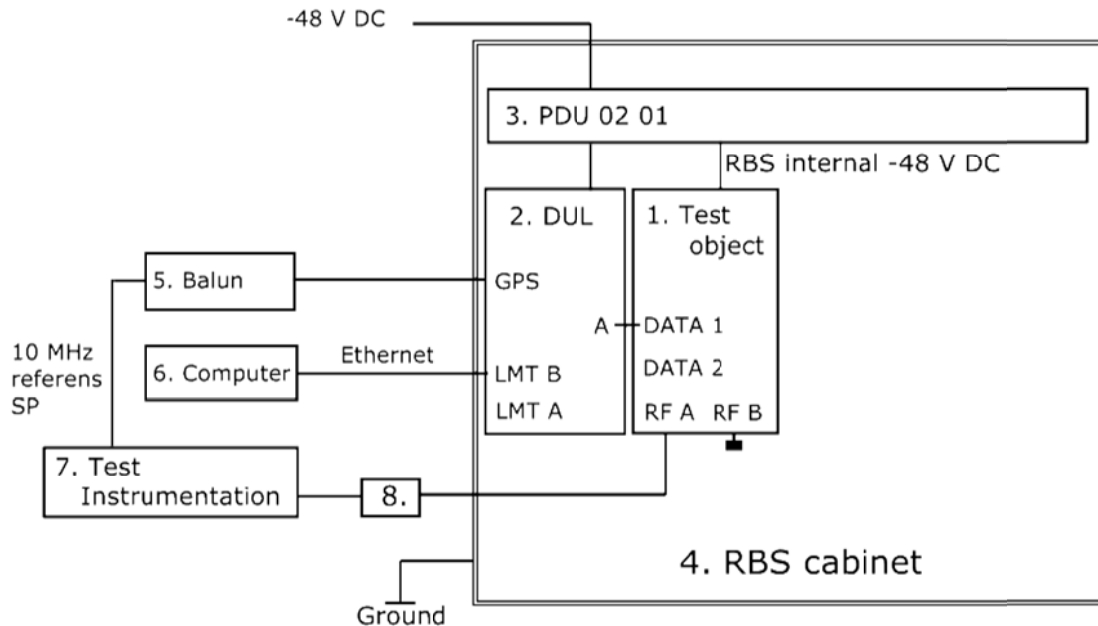 -48 V DC
3. PDU 02 01
RBS internal -48 V DC
2. DUL
1. Test
object
5. Balun
GPS
A
DATA 1
10 MHz
referens
SP
6. Computer
Ethernet
LMT B
DATA 2
LMT A
RF A RF B
7. Test
Instrumentation
8.
4. RBS cabinet
Ground